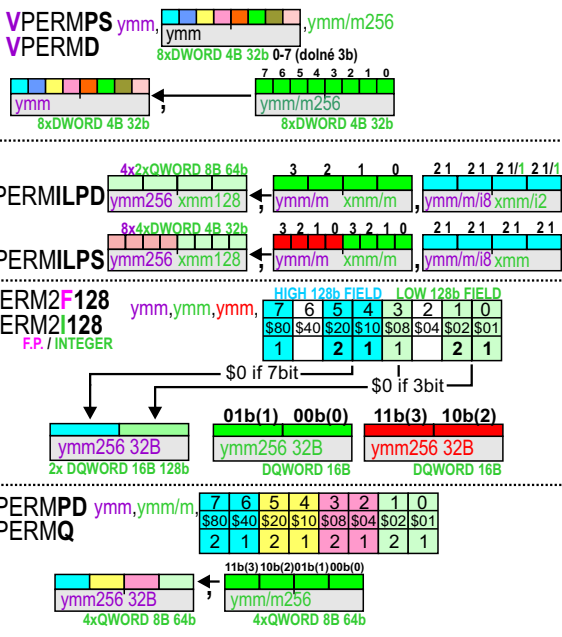 VPERMPS ymm, ymm ,ymm/m256
VPERMD 8xDWORD 4B 32b 0-7 (dolné 3b)
7 6 5 4 3 2 1 0
ymm , ymm/m256
8xDWORD 4B 32b 8xDWORD 4B 32b
4x2xQWORD 8B 64b 3 2 1 0 2 1 2 1 2 1/1 2 1/1
PERMILPD ymm256 xmm128 , ymm/m xmm/m , ymm/m/i8 xmm/i2
8x4xDWORD 4B 32b 3 2 1 0 3 2 1 0 2 1 2 1 2 1 2 1
PERMILPS ymm256 xmm128 , ymm/m xmm/m , ymm/m/i8 xmm
HIGH 128b FIELD LOW 128b FIELD
ERM2F128 ymm,ymm,ymm, 7 6 5 4 3 2 1 0
ERM2I128 $80 $40 $20 $10 $08 $04 $02 $01
F.P. / INTEGER 1 2 1 1 2 1
$0 if 7bit $0 if 3bit
01b(1) 00b(0) 11b(3) 10b(2)
ymm256 32B ymm256 32B ymm256 32B
2x DQWORD 16B 128b DQWORD 16B DQWORD 16B
PERMPD ymm,ymm/m, 7 6 5 4 3 2 1 0
PERMQ $80 $40 $20 $10 $08 $04 $02 $01
2 1 2 1 2 1 2 1
11b(3) 10b(2) 01b(1) 00b(0)
ymm256 32B , ymm/m256
4xQWORD 8B 64b 4xQWORD 8B 64b